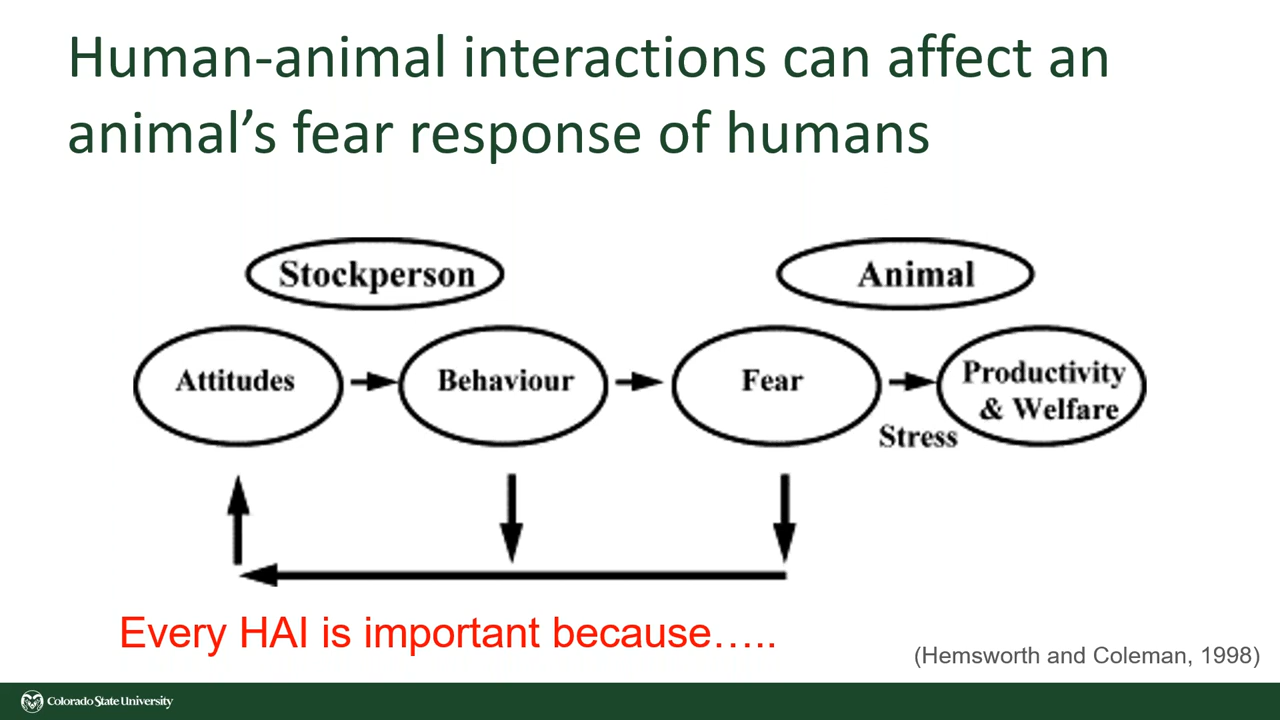 Human-animal interactions can affect an
animal’s fear response of humans
Stockperson
Animal
Attitudes
Behaviour
Fear
Productivity
& Welfare
Stress
Every HAI is important because…..
(Hemsworth and Coleman, 1998)
Colorado State University